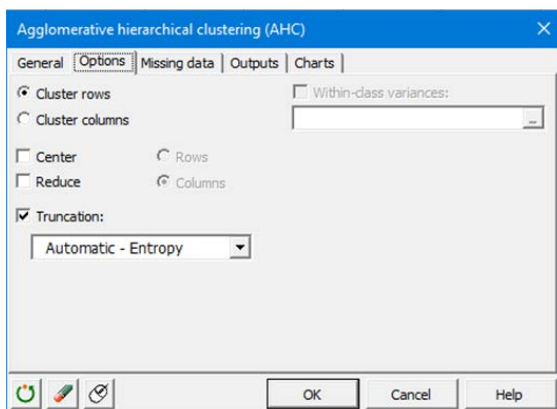 Agglomerative hierarchical clustering (AHC)
General Options Missing data Outputs Charts
Cluster rows
Within-class variances:
Cluster columns
...
Center
Rows
Reduce
Columns
Truncation:
Automatic - Entropy
OK
Cancel
Help